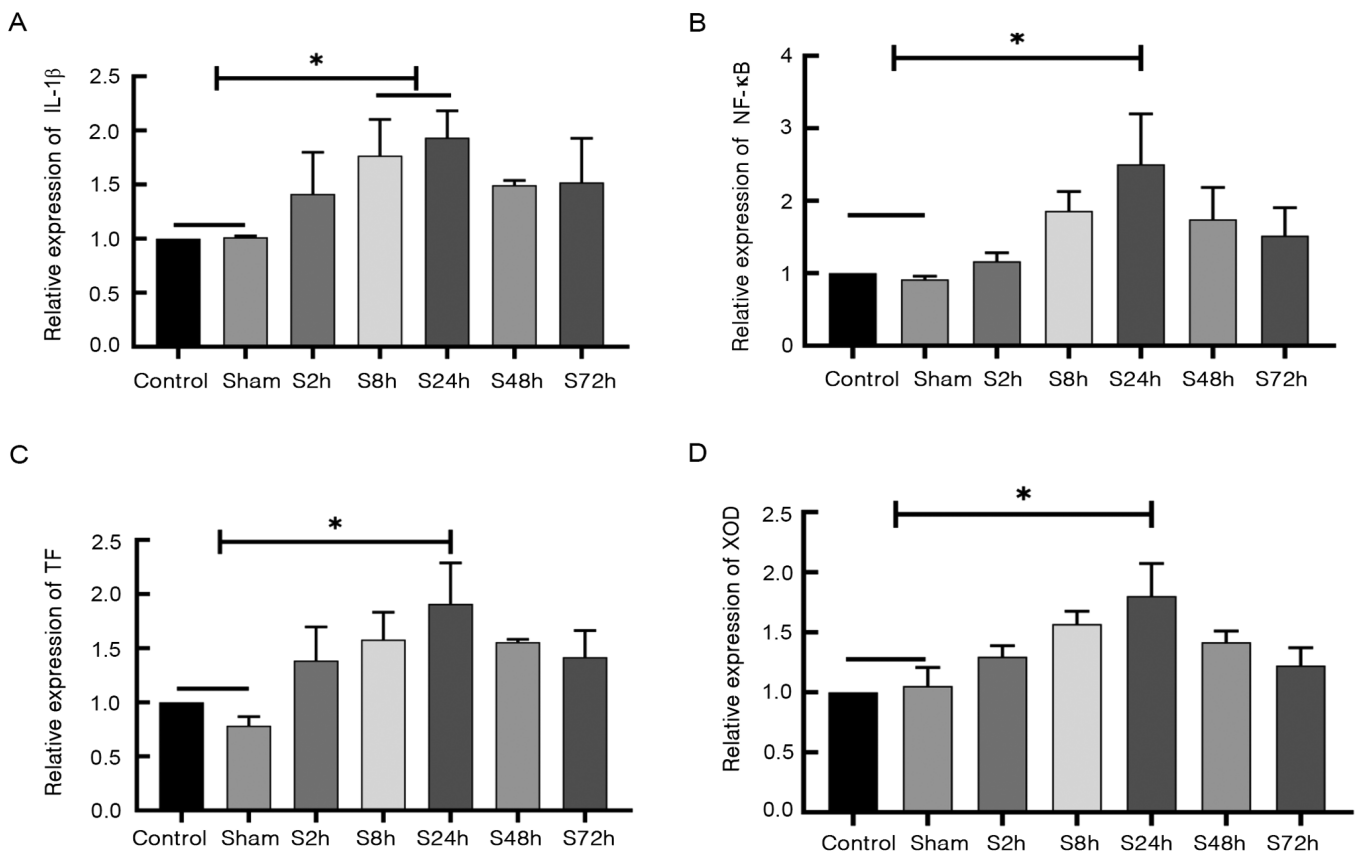 A
Relative expression of IL-1β
*
2.5
2.0
1.5
1.0
0.5
0.0
Control Sham S2h S8h S24h S48h S72h
B
Relative expression of NF-κB
*
4
3
2
1
0
Control Sham S2h S8h S24h S48h S72h
C
Relative expression of TF
*
2.5
2.0
1.5
1.0
0.5
0.0
Control Sham S2h S8h S24h S48h S72h
D
Relative expression of XOD
*
2.5
2.0
1.5
1.0
0.5
0.0
Control Sham S2h S8h S24h S48h S72h